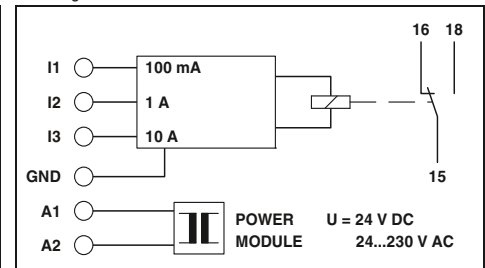 16 18
I1 100 mA
I2 1 A
I3 10 A
GND
15
A1
A2
POWER U = 24 V DC
MODULE 24...230 V AC